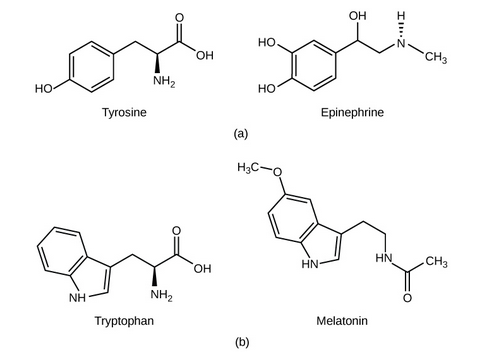 O
OH
NH2
HO
Tyrosine
OH
H
HO
N
CH3
HO
Epinephrine
(a)
O
OH
NH2
NH
Tryptophan
H3C
O
HN
HN
CH3
O
Melatonin
(b)